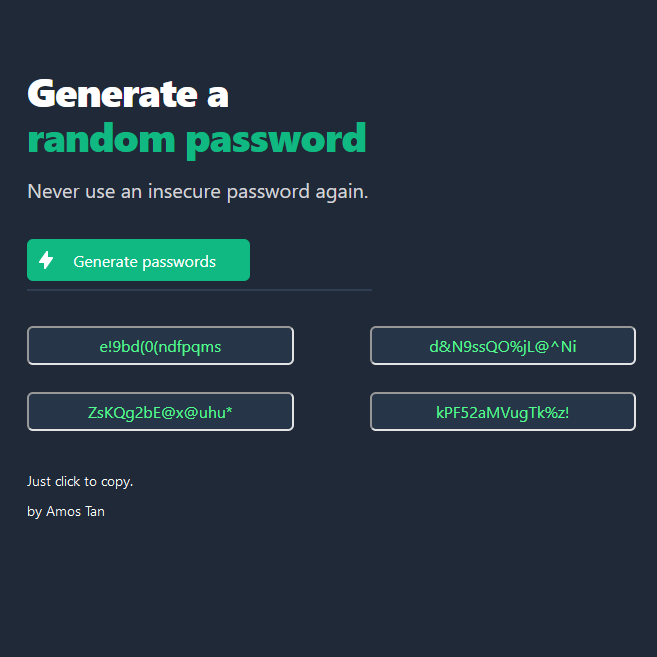 Generate a
random password
Never use an insecure password again.
Generate passwords
e!9bd(0(ndfpqms
d&N9ssQO%jL@^Ni
ZsKQg2bE@x@uhu*
kPF52aMVugTk%z!
Just click to copy.
by Amos Tan